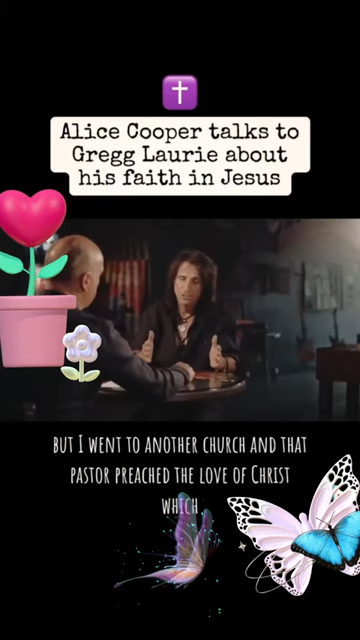 Alice Cooper talks to
Gregg Laurie about
his faith in Jesus
BUT I WENT TO ANOTHER CHURCH AND THAT
PASTOR PREACHED THE LOVE OF CHRIST
WHICH